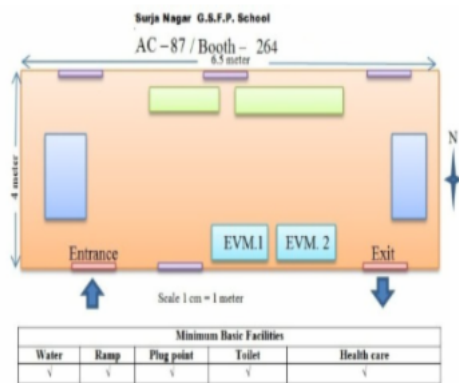 Surja Nagar G.S.F.P. School
AC-87 / Booth - 264
6.5 meter
4 meter
N
EVM.1 EVM. 2
Entrance Exit
Scale 1 cm = 1 meter
Minimum Basic Facilities
Water Ramp Plug point Toilet Health care
√ √ √ √ √